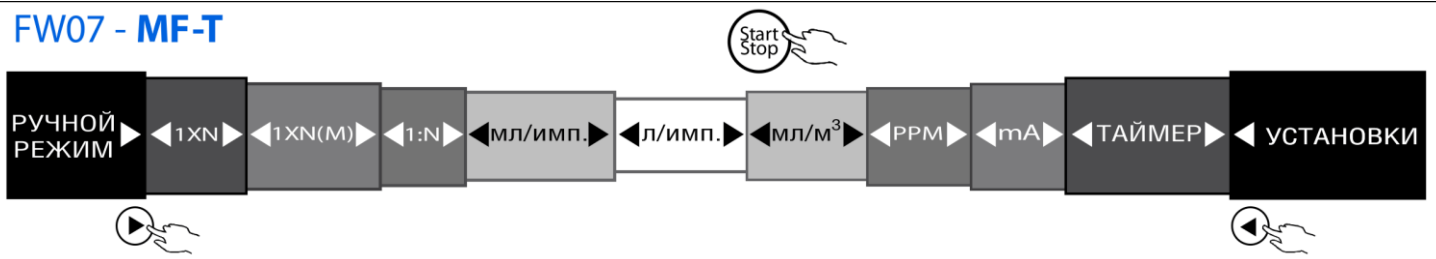 FW07 - MF-T
Start
Stop
РУЧНОЙ
РЕЖИМ
1XN
1XN(M)
1:N
мл/имп.
л/имп.
мл/м³
PPM
mA
ТАЙМЕР
УСТАНОВКИ